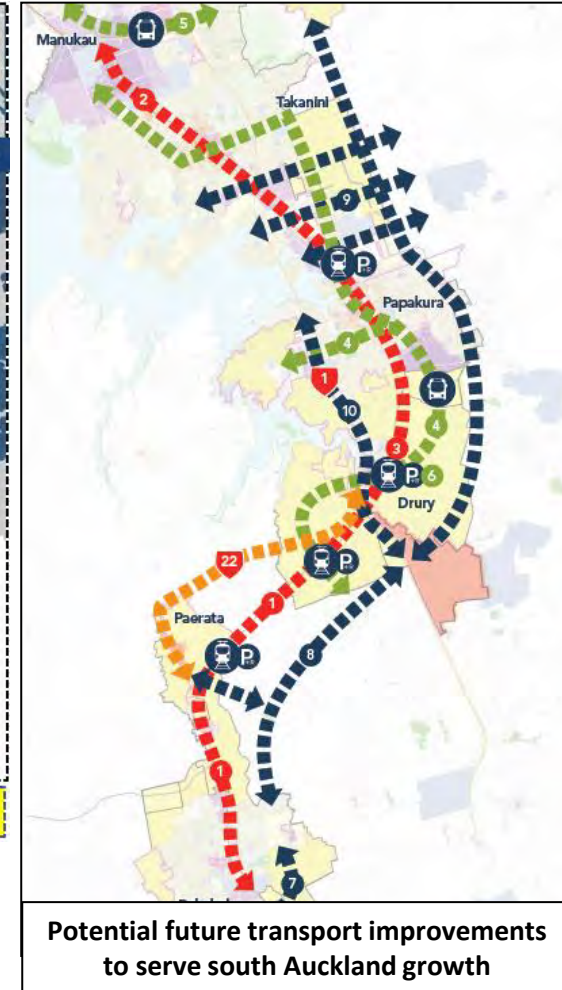 5
Manukau
2
Takanini
9
P
Papakura
4
1
10
4
3
P
6
Drury
22
P
1
Paerata
P
8
1
7
Potential future transport improvements
to serve south Auckland growth